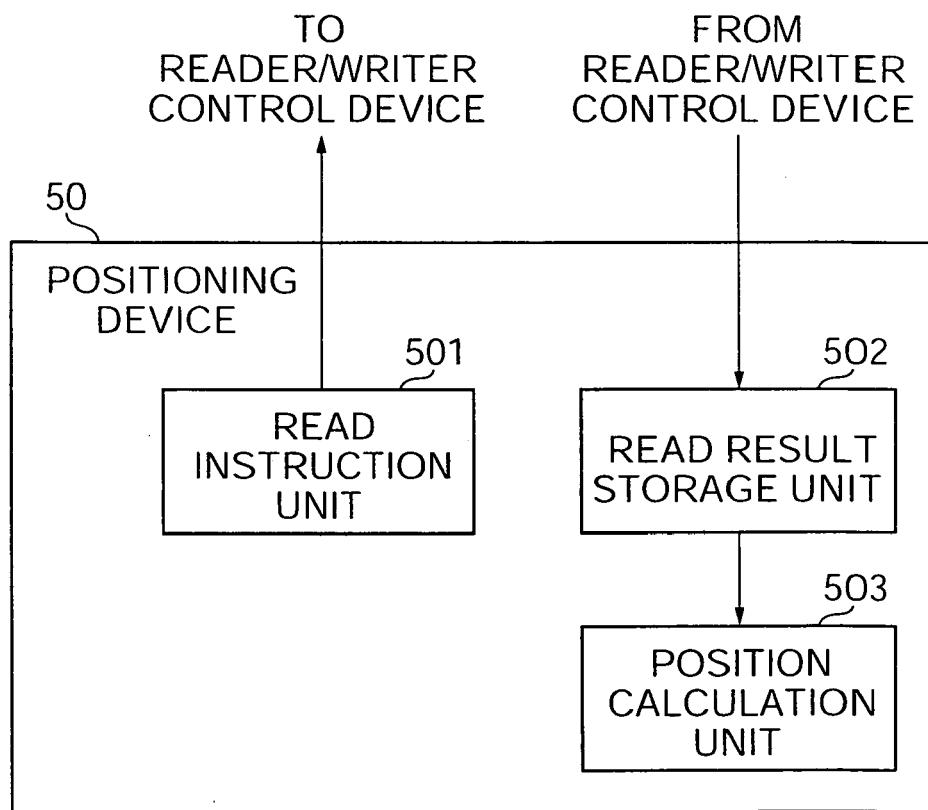 TO
READER/WRITER
CONTROL DEVICE
FROM
READER/WRITER
CONTROL DEVICE
50
POSITIONING
DEVICE
501
READ
INSTRUCTION
UNIT
502
READ RESULT
STORAGE UNIT
503
POSITION
CALCULATION
UNIT